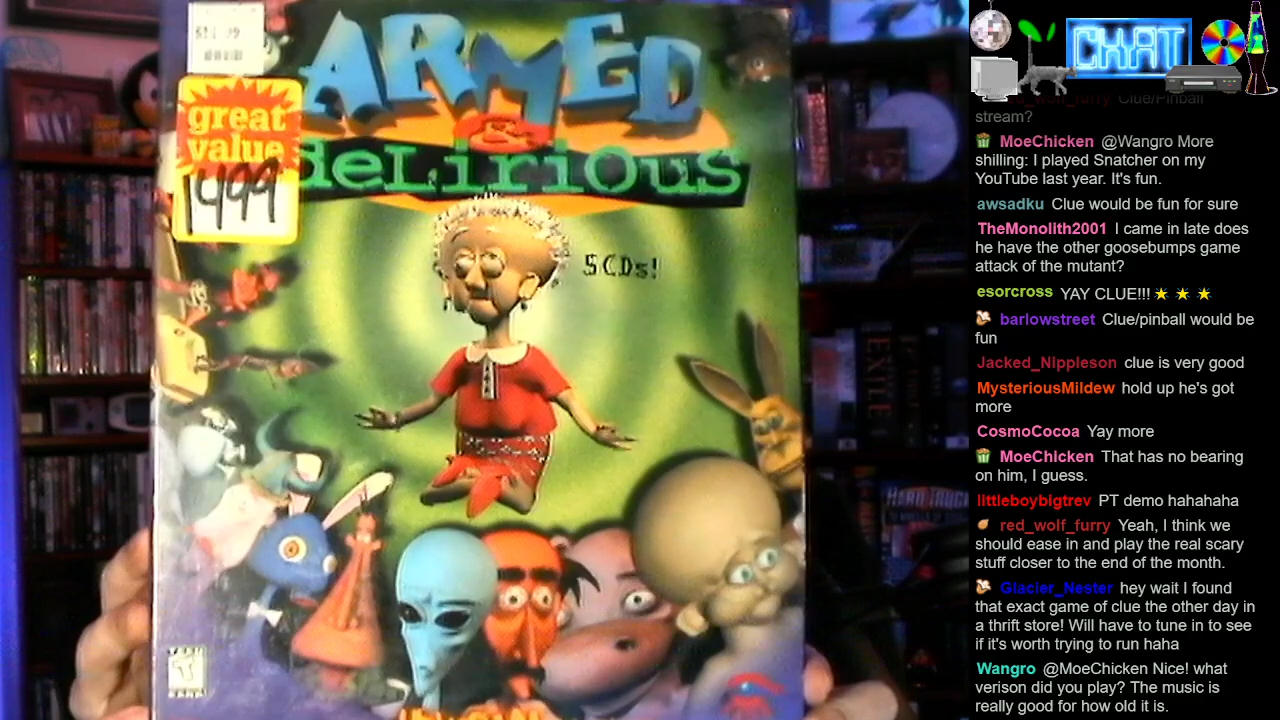 $14.99
great
value
1499
ARMED
&
deLiriOuS
5 CDs!
EXILE
T
CHAT
red_wolf_furry Clue/Pinball
stream?
MoeChicken @Wangro More
shilling: I played Snatcher on my
YouTube last year. It's fun.
awsadku Clue would be fun for sure
TheMonolith2001 I came in late does
he have the other goosebumps game
attack of the mutant?
esorcross YAY CLUE!!! ★ ★ ★
barlowstreet Clue/pinball would be
fun
Jacked_Nippleson clue is very good
MysteriousMildew hold up he's got
more
CosmoCocoa Yay more
MoeChicken That has no bearing
on him, I guess.
littleboybigtrev PT demo hahahaha
red_wolf_furry Yeah, I think we
should ease in and play the real scary
stuff closer to the end of the month.
Glacier_Nester hey wait I found
that exact game of clue the other day in
a thrift store! Will have to tune in to see
if it's worth trying to run haha
Wangro @MoeChicken Nice! what
verison did you play? The music is
really good for how old it is.